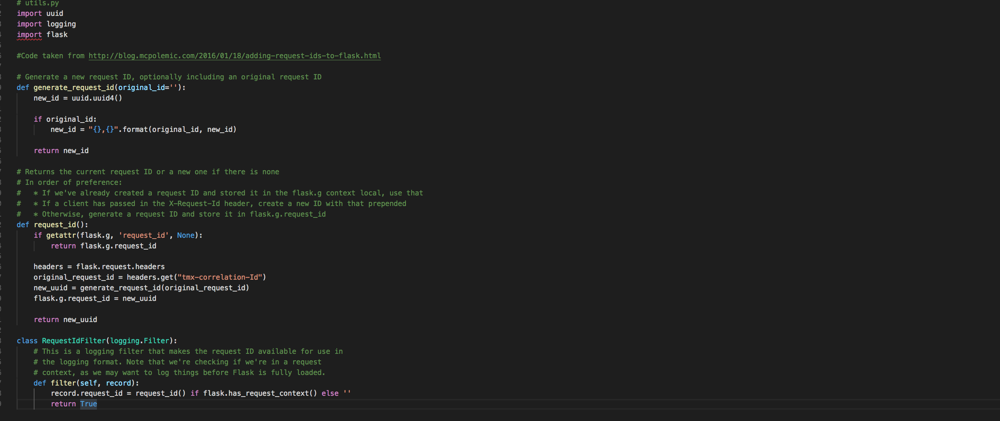 # utils.py
import uuid
import logging
import flask
#Code taken from http://blog.mcpolemic.com/2016/01/18/adding-request-ids-to-flask.html
# Generate a new request ID, optionally including an original request ID
def generate_request_id(original_id=''):
    new_id = uuid.uuid4()
    if original_id:
        new_id = "{},{}".format(original_id, new_id)
    return new_id
# Returns the current request ID or a new one if there is none
# In order of preference:
#   * If we've already created a request ID and stored it in the flask.g context local, use that
#   * If a client has passed in the X-Request-Id header, create a new ID with that prepended
#   * Otherwise, generate a request ID and store it in flask.g.request_id
def request_id():
    if getattr(flask.g, 'request_id', None):
        return flask.g.request_id
    headers = flask.request.headers
    original_request_id = headers.get("tmx-correlation-Id")
    new_uuid = generate_request_id(original_request_id)
    flask.g.request_id = new_uuid
    return new_uuid
class RequestIdFilter(logging.Filter):
    # This is a logging filter that makes the request ID available for use in
    # the logging format. Note that we're checking if we're in a request
    # context, as we may want to log things before Flask is fully loaded.
    def filter(self, record):
        record.request_id = request_id() if flask.has_request_context() else ''
        return True